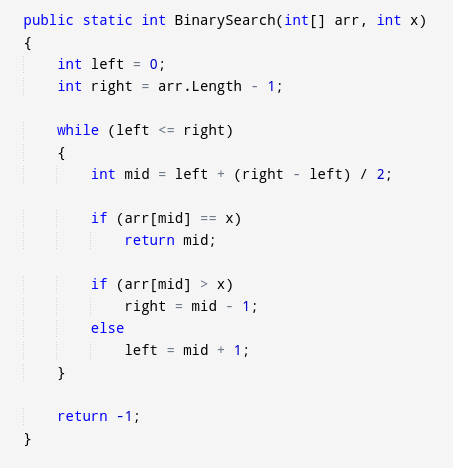 public static int BinarySearch(int[] arr, int x)
{
    int left = 0;
    int right = arr.Length - 1;

    while (left <= right)
    {
        int mid = left + (right - left) / 2;

        if (arr[mid] == x)
            return mid;

        if (arr[mid] > x)
            right = mid - 1;
        else
            left = mid + 1;
    }

    return -1;
}